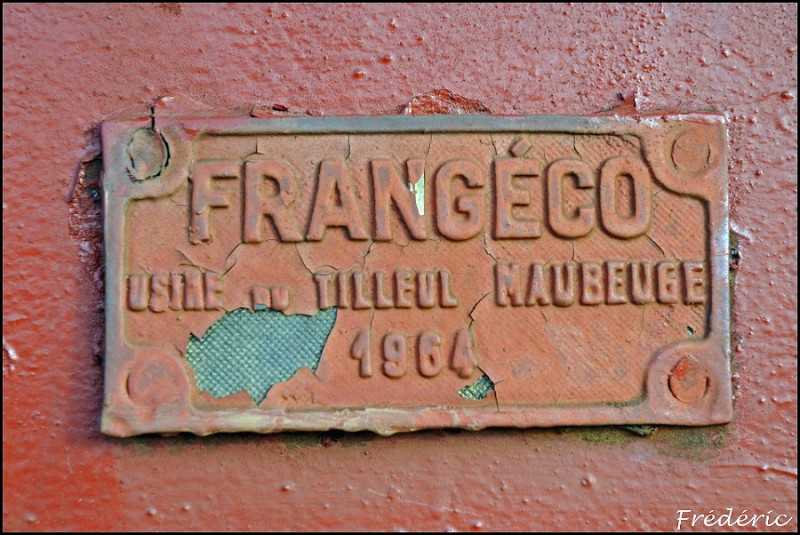 FRANGÉCO
USINE DU TILLEUL MAUBEUGE
1964
Frédéric